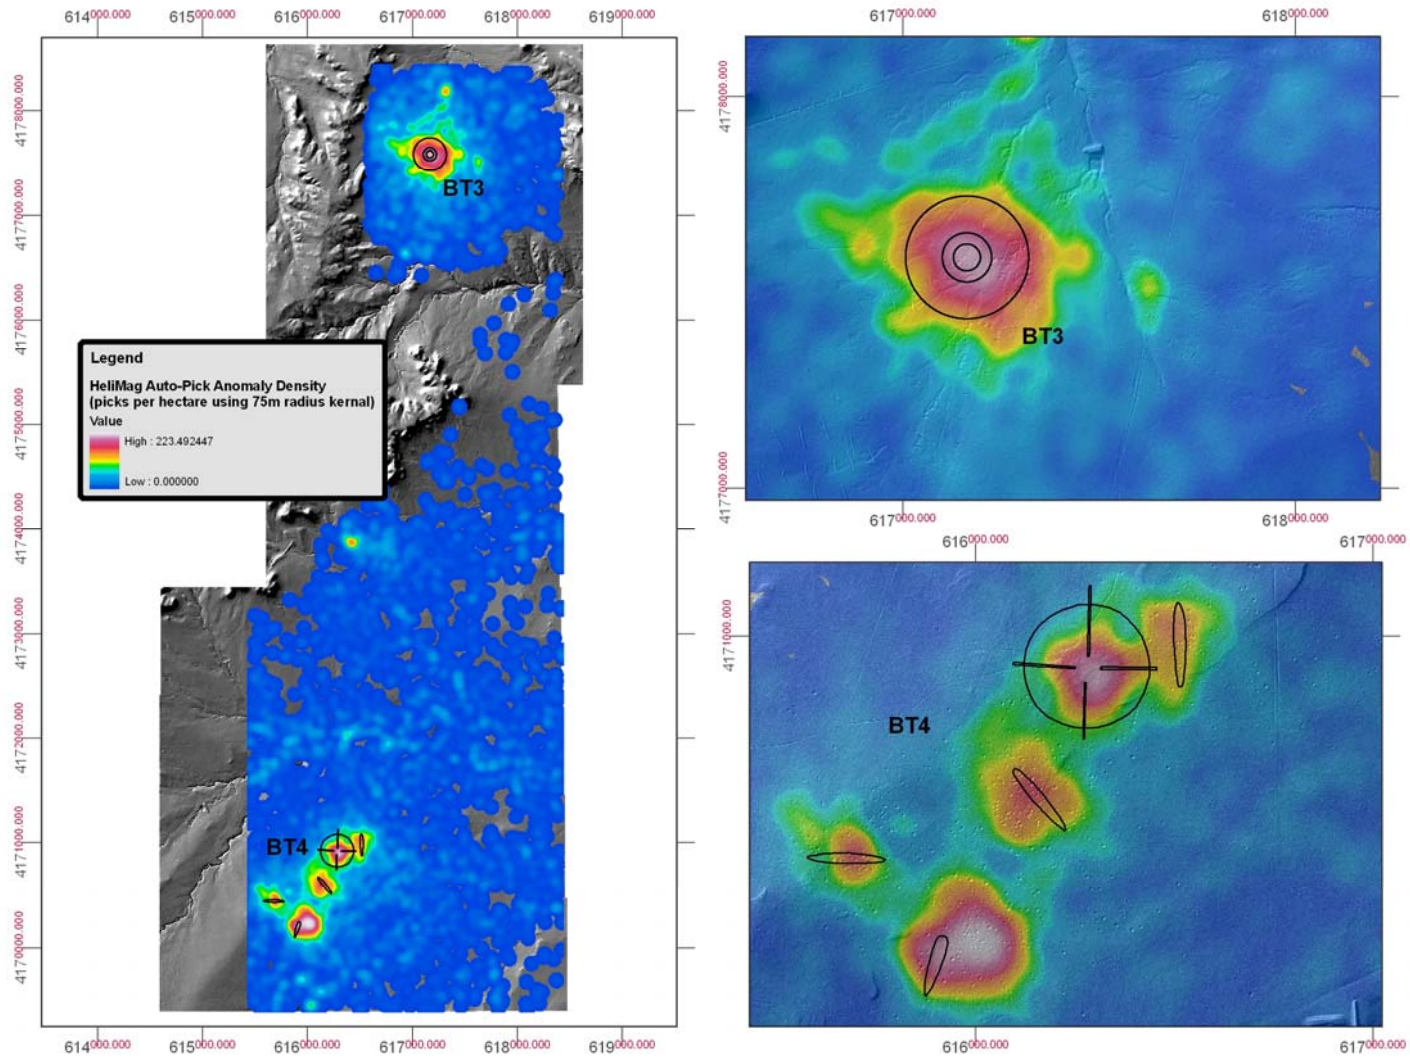 614000.000 615000.000 616000.000 617000.000 618000.000 619000.000
4178000.000
4177000.000
4176000.000
4175000.000
4174000.000
4173000.000
4172000.000
4171000.000
4170000.000
BT3
Legend
HeliMag Auto-Pick Anomaly Density
(picks per hectare using 75m radius kernal)
Value
High : 223.492447
Low : 0.000000
BT4
614000.000 615000.000 616000.000 617000.000 618000.000 619000.000
617000.000 618000.000
4178000.000
4177000.000
BT3
617000.000 618000.000
616000.000 617000.000
4171000.000
BT4
616000.000 617000.000